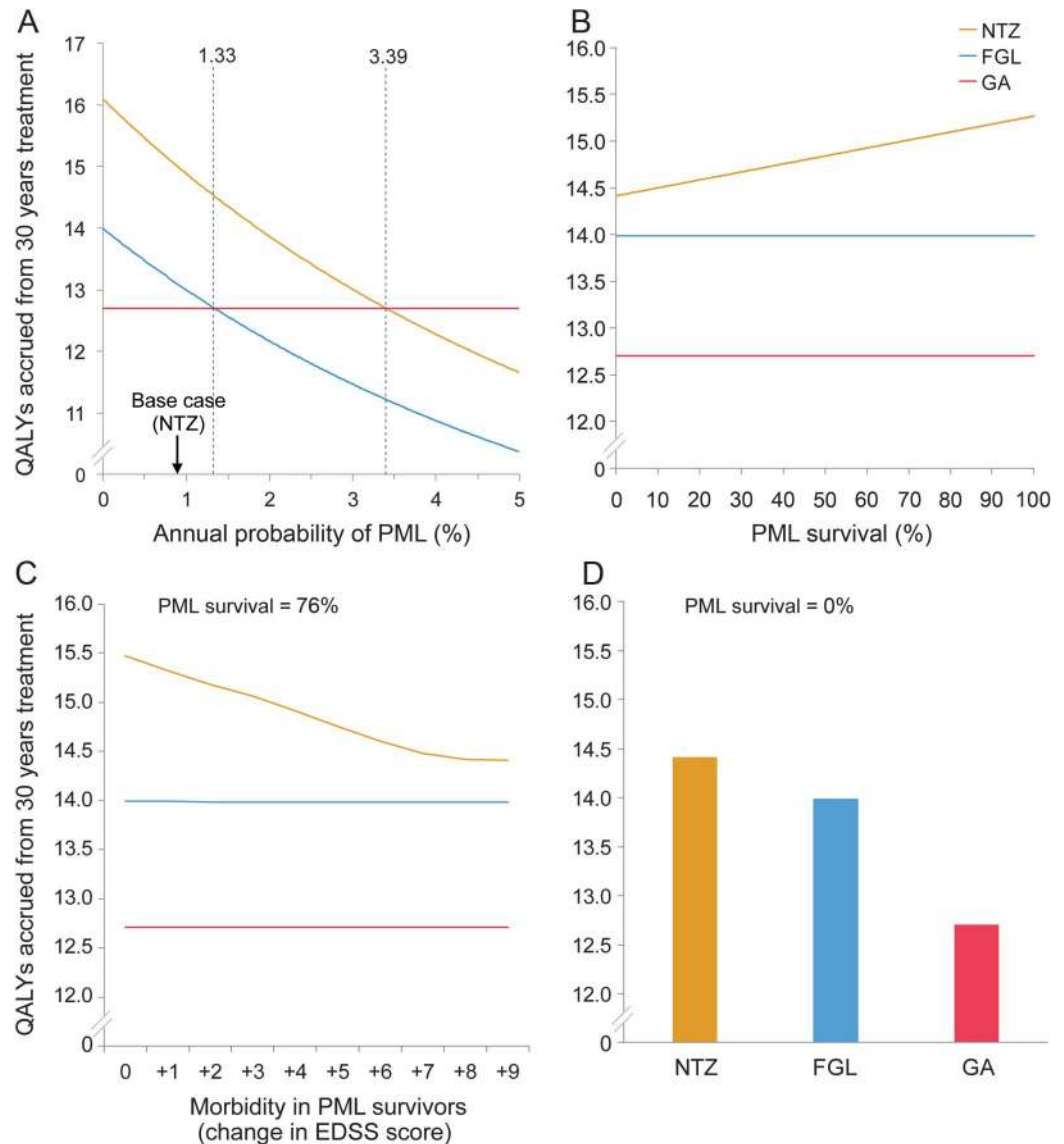 A
QALYs accrued from 30 years treatment
17
16
15
14
13
12
11
0
1.33
3.39
Base case
(NTZ)
0 1 2 3 4 5
Annual probability of PML (%)
B
NTZ
FGL
GA
16.0
15.5
15.0
14.5
14.0
13.5
13.0
12.5
12.0
0
0 10 20 30 40 50 60 70 80 90 100
PML survival (%)
C
PML survival = 76%
QALYs accrued from 30 years treatment
16.0
15.5
15.0
14.5
14.0
13.5
13.0
12.5
12.0
0
0 +1 +2 +3 +4 +5 +6 +7 +8 +9
Morbidity in PML survivors
(change in EDSS score)
D
PML survival = 0%
16.0
15.5
15.0
14.5
14.0
13.5
13.0
12.5
12.0
0
NTZ FGL GA